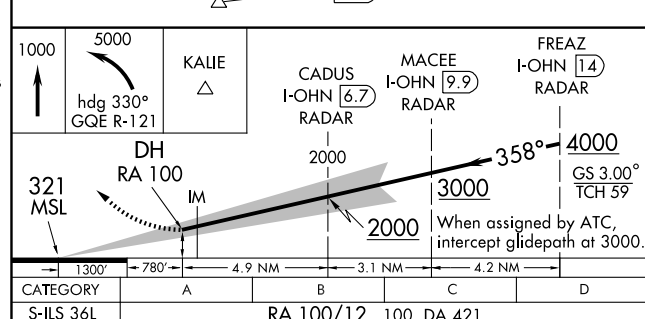 1000
5000
hdg 330°
GQE R-121
KALIE
CADUS
I-OHN 6.7
RADAR
MACEE
I-OHN 9.9
RADAR
FREAZ
I-OHN 14
RADAR
DH
RA 100
321
MSL
IM
2000
2000
3000
358°
4000
GS 3.00°
TCH 59
When assigned by ATC,
intercept glidepath at 3000.
1300' 780' 4.9 NM 3.1 NM 4.2 NM
CATEGORY A B C D
S-ILS 36L RA 100/12 100 DA 421